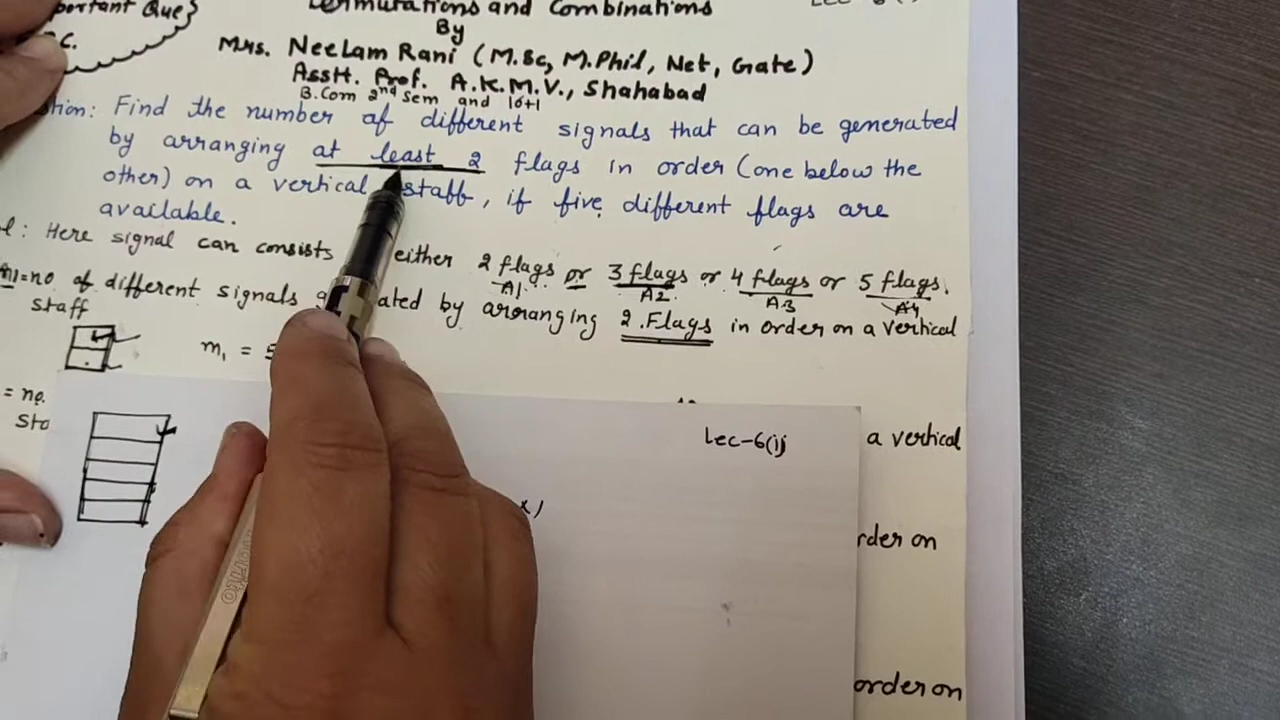 Permutations and Combinations
By
Mrs. Neelam Rani (M.Sc, M.Phil, Net, Gate)
Asstt. Prof. A.K.M.V., Shahabad
B.Com 2nd Sem and 10+1
Find the number of different signals that can be generated
by arranging at least 2 flags in order (one below the
other) on a vertical staff, if five different flags are
available.
Here signal can consists either 2 flags or 3 flags or 4 flags or 5 flags.
A1 A2 A3 A4
m1 = no of different signals by arranging 2 Flags in order on a vertical
staff
m1 =
= no.
a vertical
Lec-6(i)
rder on
order on